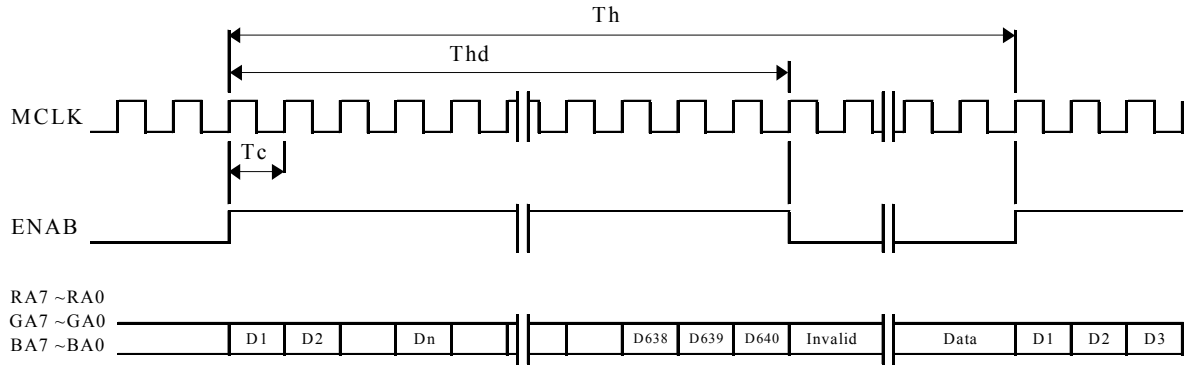 Th
Thd
MCLK
Tc
ENAB
RA7 ~RA0
GA7 ~GA0
BA7 ~BA0
D1 D2 Dn D638 D639 D640 Invalid Data D1 D2 D3